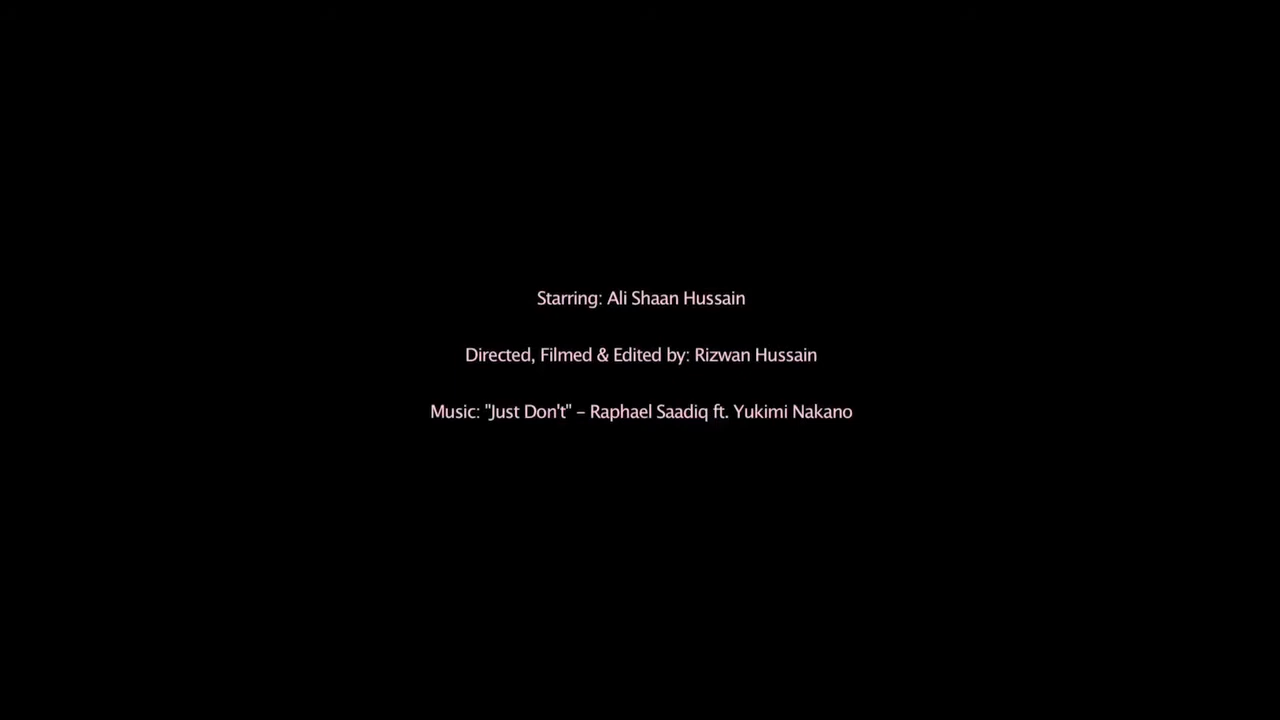 Starring: Ali Shaan Hussain
Directed, Filmed & Edited by: Rizwan Hussain
Music: "Just Don't" – Raphael Saadiq ft. Yukimi Nakano